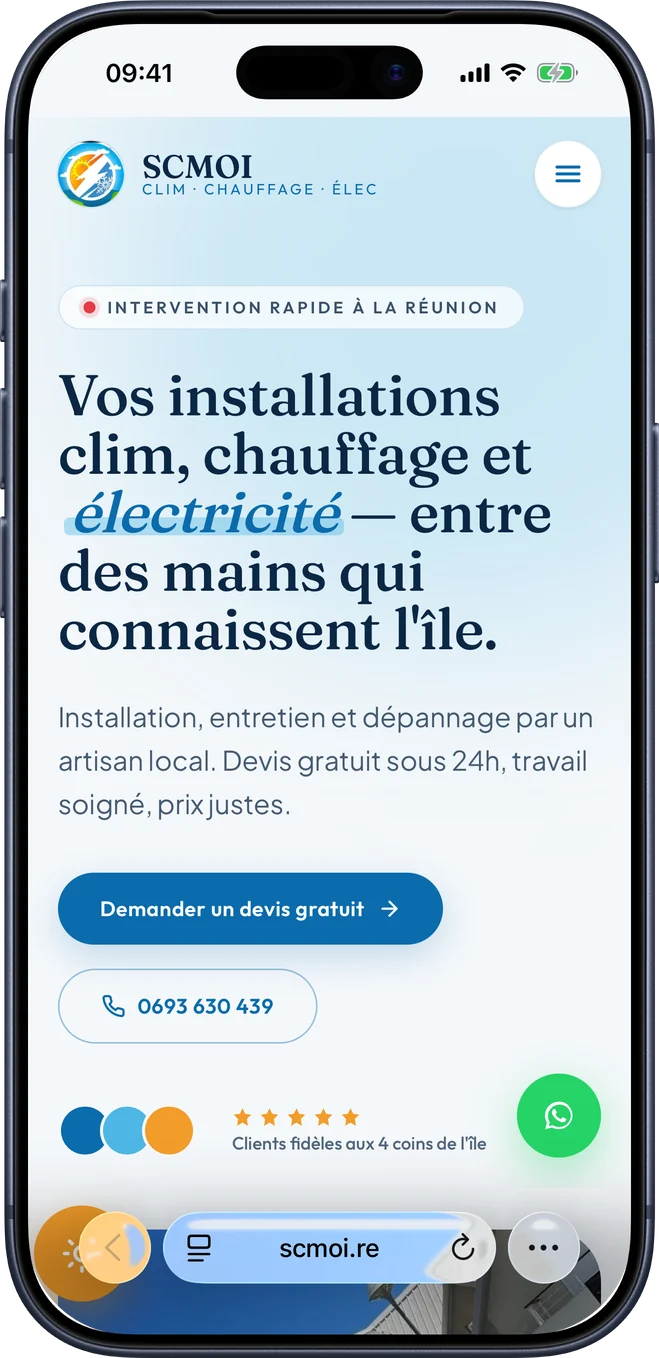 09:41
SCMOI
CLIM · CHAUFFAGE · ÉLEC
INTERVENTION RAPIDE À LA RÉUNION
Vos installations
clim, chauffage et
électricité — entre
des mains qui
connaissent l'île.
Installation, entretien et dépannage par un
artisan local. Devis gratuit sous 24h, travail
soigné, prix justes.
Demander un devis gratuit →
0693 630 439
Clients fidèles aux 4 coins de l'île
scmoi.re